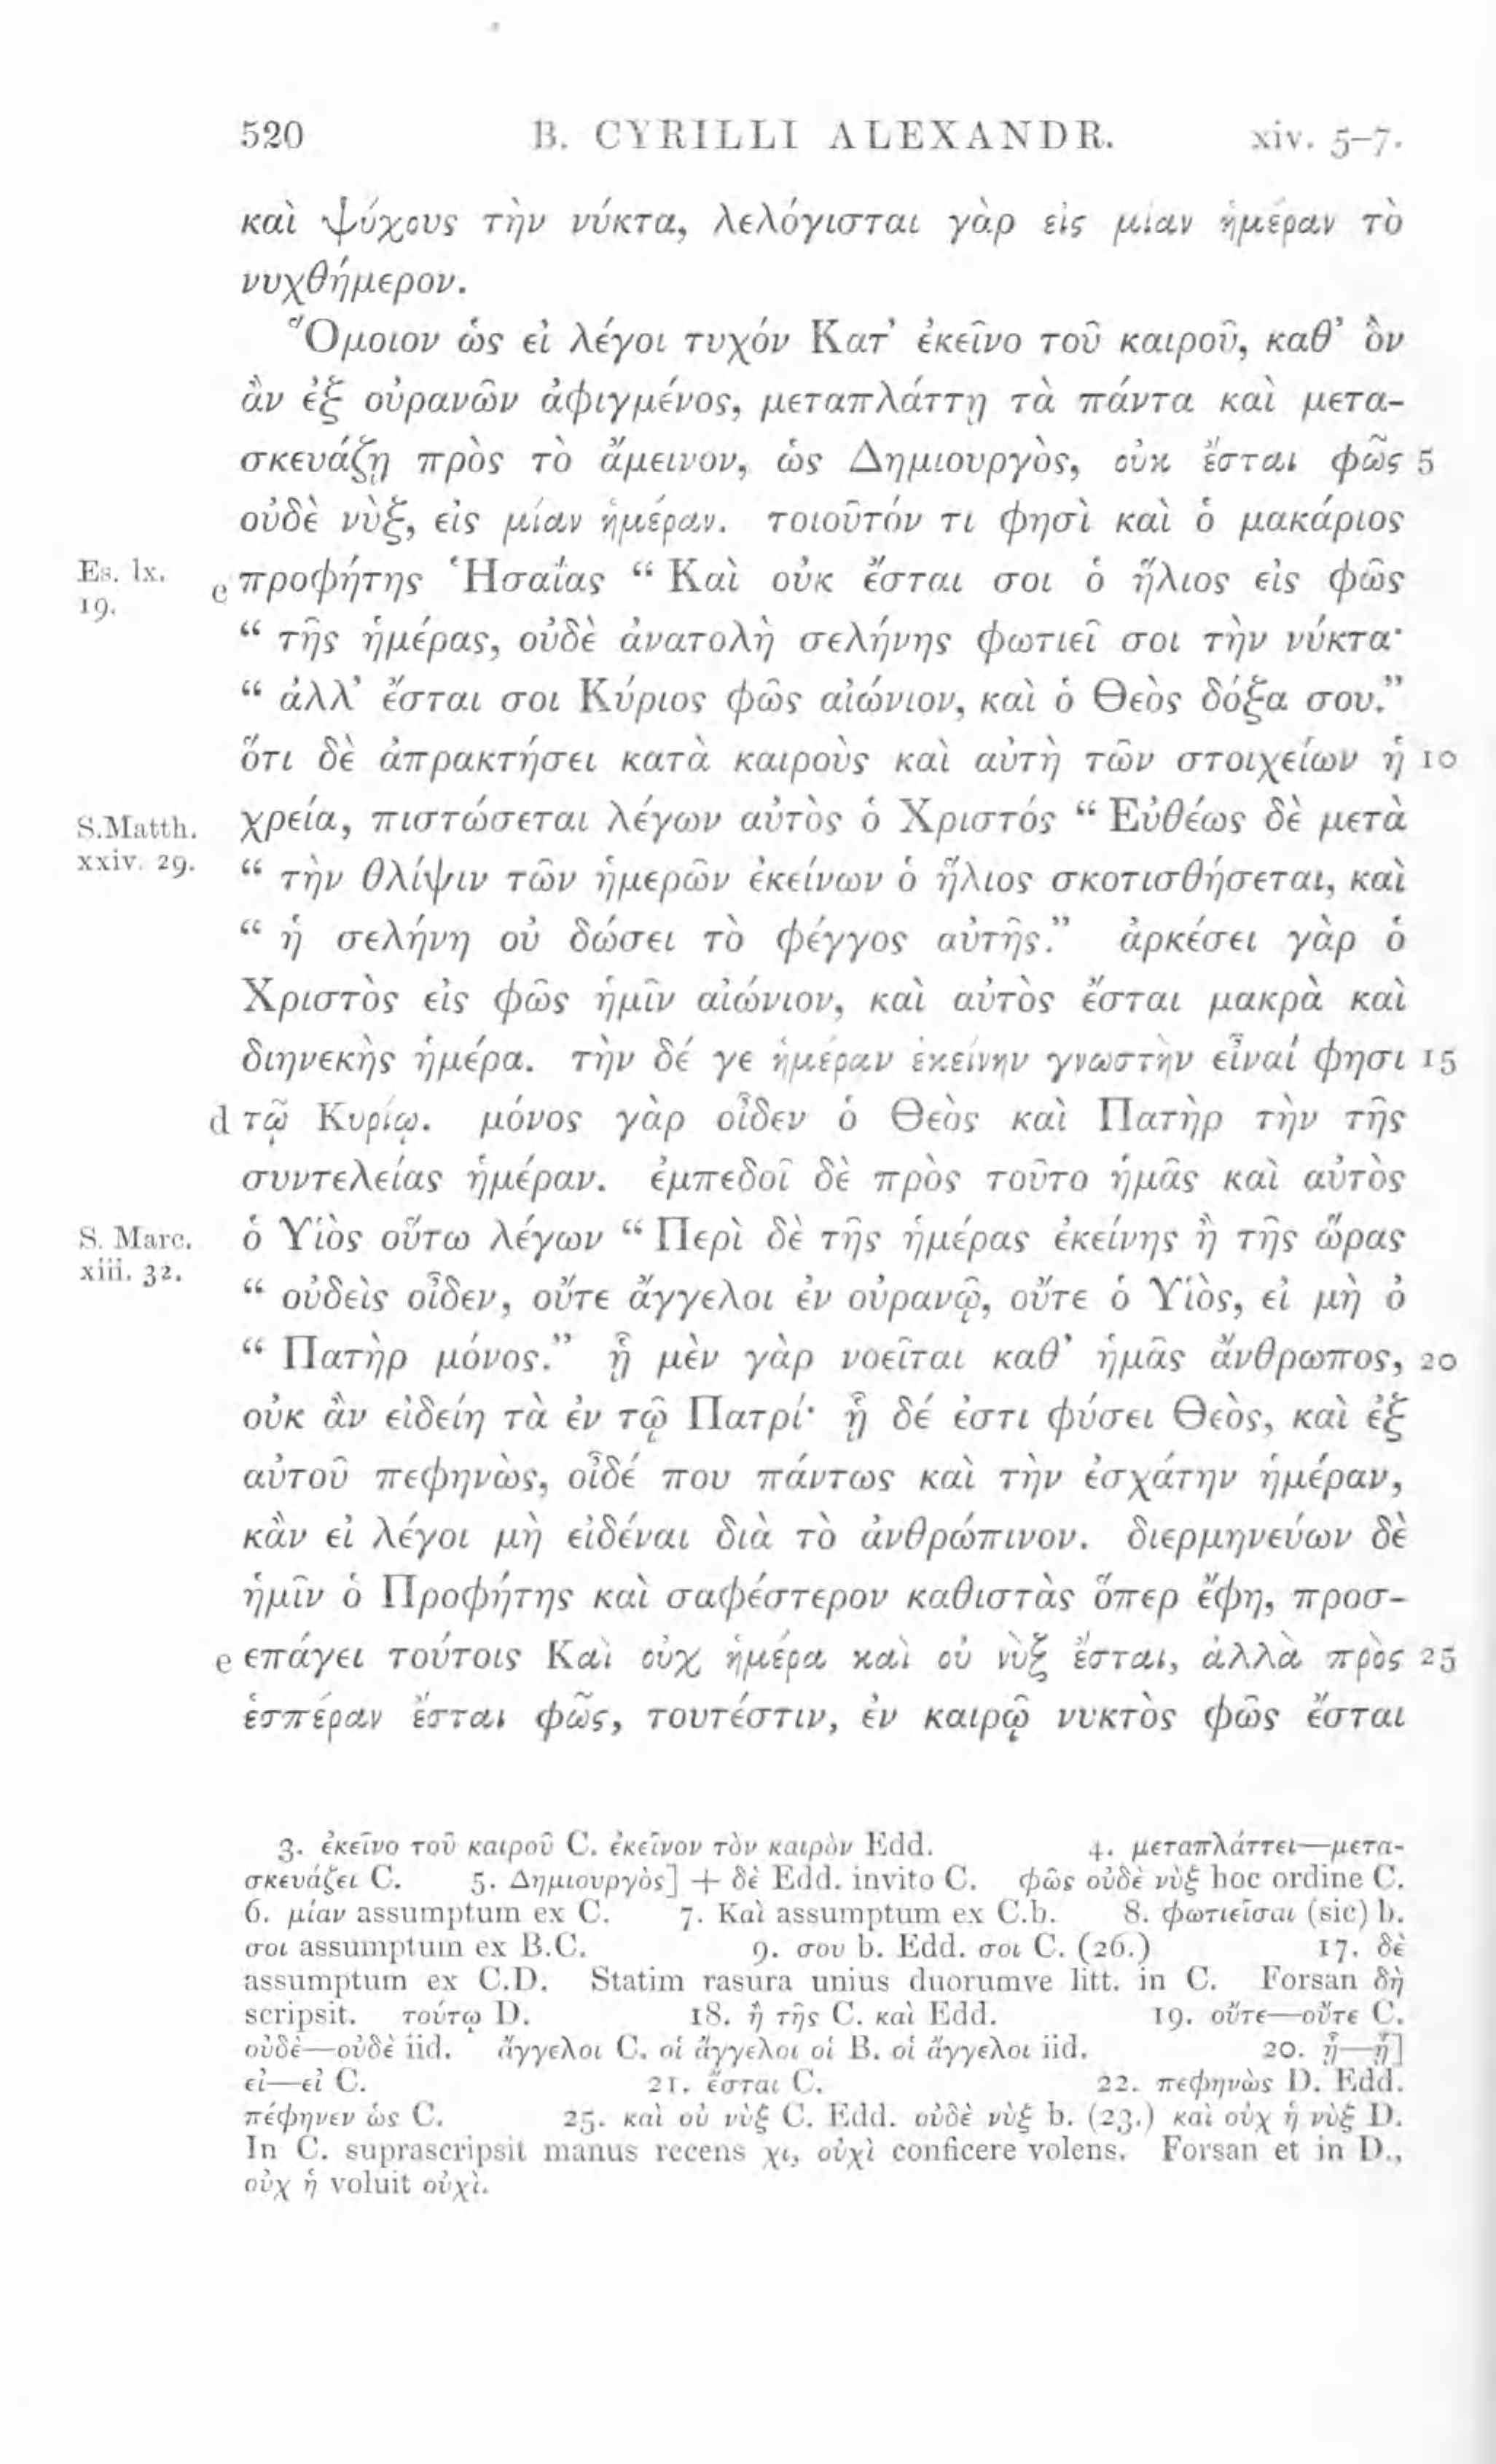 520 B. CYRILLI ALEXANDR. xiv. 5–7.
καὶ ψύχους τὴν νύκτα, λελόγισται γὰρ εἰς μίαν ἡμέραν τὸ
νυχθήμερον.
Ὅμοιον ὡς εἰ λέγοι τυχόν Κατ’ ἐκεῖνο τοῦ καιροῦ, καθ’ ὃν
ἂν ἐξ οὐρανῶν ἀφιγμένος, μεταπλάττῃ τὰ πάντα καὶ μετα-
σκευάζῃ πρὸς τὸ ἄμεινον, ὡς Δημιουργὸς, οὐκ ἔσται φῶς 5
οὐδὲ νὺξ, εἰς μίαν ἡμέραν. τοιοῦτόν τι φησὶ καὶ ὁ μακάριος
Es. lx. 19. c προφήτης Ἡσαΐας “ Καὶ οὐκ ἔσται σοι ὁ ἥλιος εἰς φῶς
“ τῆς ἡμέρας, οὐδὲ ἀνατολὴ σελήνης φωτιεῖ σοι τὴν νύκτα·
“ ἀλλ’ ἔσται σοι Κύριος φῶς αἰώνιον, καὶ ὁ Θεὸς δόξα σου.”
ὅτι δὲ ἀπρακτήσει κατὰ καιροὺς καὶ αὐτὴ τῶν στοιχείων ἡ 10
S.Matth. xxiv. 29. χρεία, πιστώσεται λέγων αὐτὸς ὁ Χριστός “ Εὐθέως δὲ μετὰ
“ τὴν θλίψιν τῶν ἡμερῶν ἐκείνων ὁ ἥλιος σκοτισθήσεται, καὶ
“ ἡ σελήνη οὐ δώσει τὸ φέγγος αὐτῆς.” ἀρκέσει γὰρ ὁ
Χριστὸς εἰς φῶς ἡμῖν αἰώνιον, καὶ αὐτὸς ἔσται μακρὰ καὶ
διηνεκὴς ἡμέρα. τὴν δέ γε ἡμέραν ἐκείνην γνωστὴν εἶναί φησι 15
d τῷ Κυρίῳ. μόνος γὰρ οἶδεν ὁ Θεὸς καὶ Πατὴρ τὴν τῆς
συντελείας ἡμέραν. ἐμπεδοῖ δὲ πρὸς τοῦτο ἡμᾶς καὶ αὐτὸς
S. Marc. xiii. 32. ὁ Υἱὸς οὕτω λέγων “ Περὶ δὲ τῆς ἡμέρας ἐκείνης ἢ τῆς ὥρας
“ οὐδεὶς οἶδεν, οὔτε ἄγγελοι ἐν οὐρανῷ, οὔτε ὁ Υἱὸς, εἰ μὴ ὁ
“ Πατὴρ μόνος.” ᾗ μὲν γὰρ νοεῖται καθ’ ἡμᾶς ἄνθρωπος, 20
οὐκ ἂν εἰδείη τὰ ἐν τῷ Πατρί· ᾗ δέ ἐστι φύσει Θεὸς, καὶ ἐξ
αὐτοῦ πεφηνὼς, οἶδέ που πάντως καὶ τὴν ἐσχάτην ἡμέραν,
κἂν εἰ λέγοι μὴ εἰδέναι διὰ τὸ ἀνθρώπινον. διερμηνεύων δὲ
ἡμῖν ὁ Προφήτης καὶ σαφέστερον καθιστὰς ὅπερ ἔφη, προσ-
e επάγει τούτοις Καὶ οὐχ ἡμέρα καὶ οὐ νὺξ ἔσται, ἀλλὰ πρὸς 25
ἑσπέραν ἔσται φῶς, τουτέστιν, ἐν καιρῷ νυκτὸς φῶς ἔσται
3. ἐκεῖνο τοῦ καιροῦ C. ἐκεῖνον τὸν καιρὸν Edd. 4. μεταπλάττει—μετα-
σκευάζει C. 5. Δημιουργὸς] + δὲ Edd. invito C. φῶς οὐδὲ νὺξ hoc ordine C.
6. μίαν assumptum ex C. 7. Καὶ assumptum ex C.b. 8. φωτιεῖσαι (sic) b.
σοι assumptum ex B.C. 9. σου b. Edd. σοι C. (26.) 17. δὲ
assumptum ex C.D. Statim rasura unius duorumve litt. in C. Forsan δὴ
scripsit. τούτῳ D. 18. ἢ τῆς C. καὶ Edd. 19. οὔτε—οὔτε C.
οὐδὲ—οὐδὲ iid. ἄγγελοι C. οἱ ἄγγελοι οἱ B. οἱ ἄγγελοι iid. 20. ᾗ—ᾗ]
εἰ—εἰ C. 21. ἔσται C. 22. πεφηνὼς D. Edd.
πέφηνεν ὡς C. 25. καὶ οὐ νὺξ C. Edd. οὐδὲ νὺξ b. (23.) καὶ οὐχ ἡ νὺξ D.
In C. suprascripsit manus recens χι, οὐχὶ conficere volens. Forsan et in D.,
οὐχ ἡ voluit οὐχὶ.